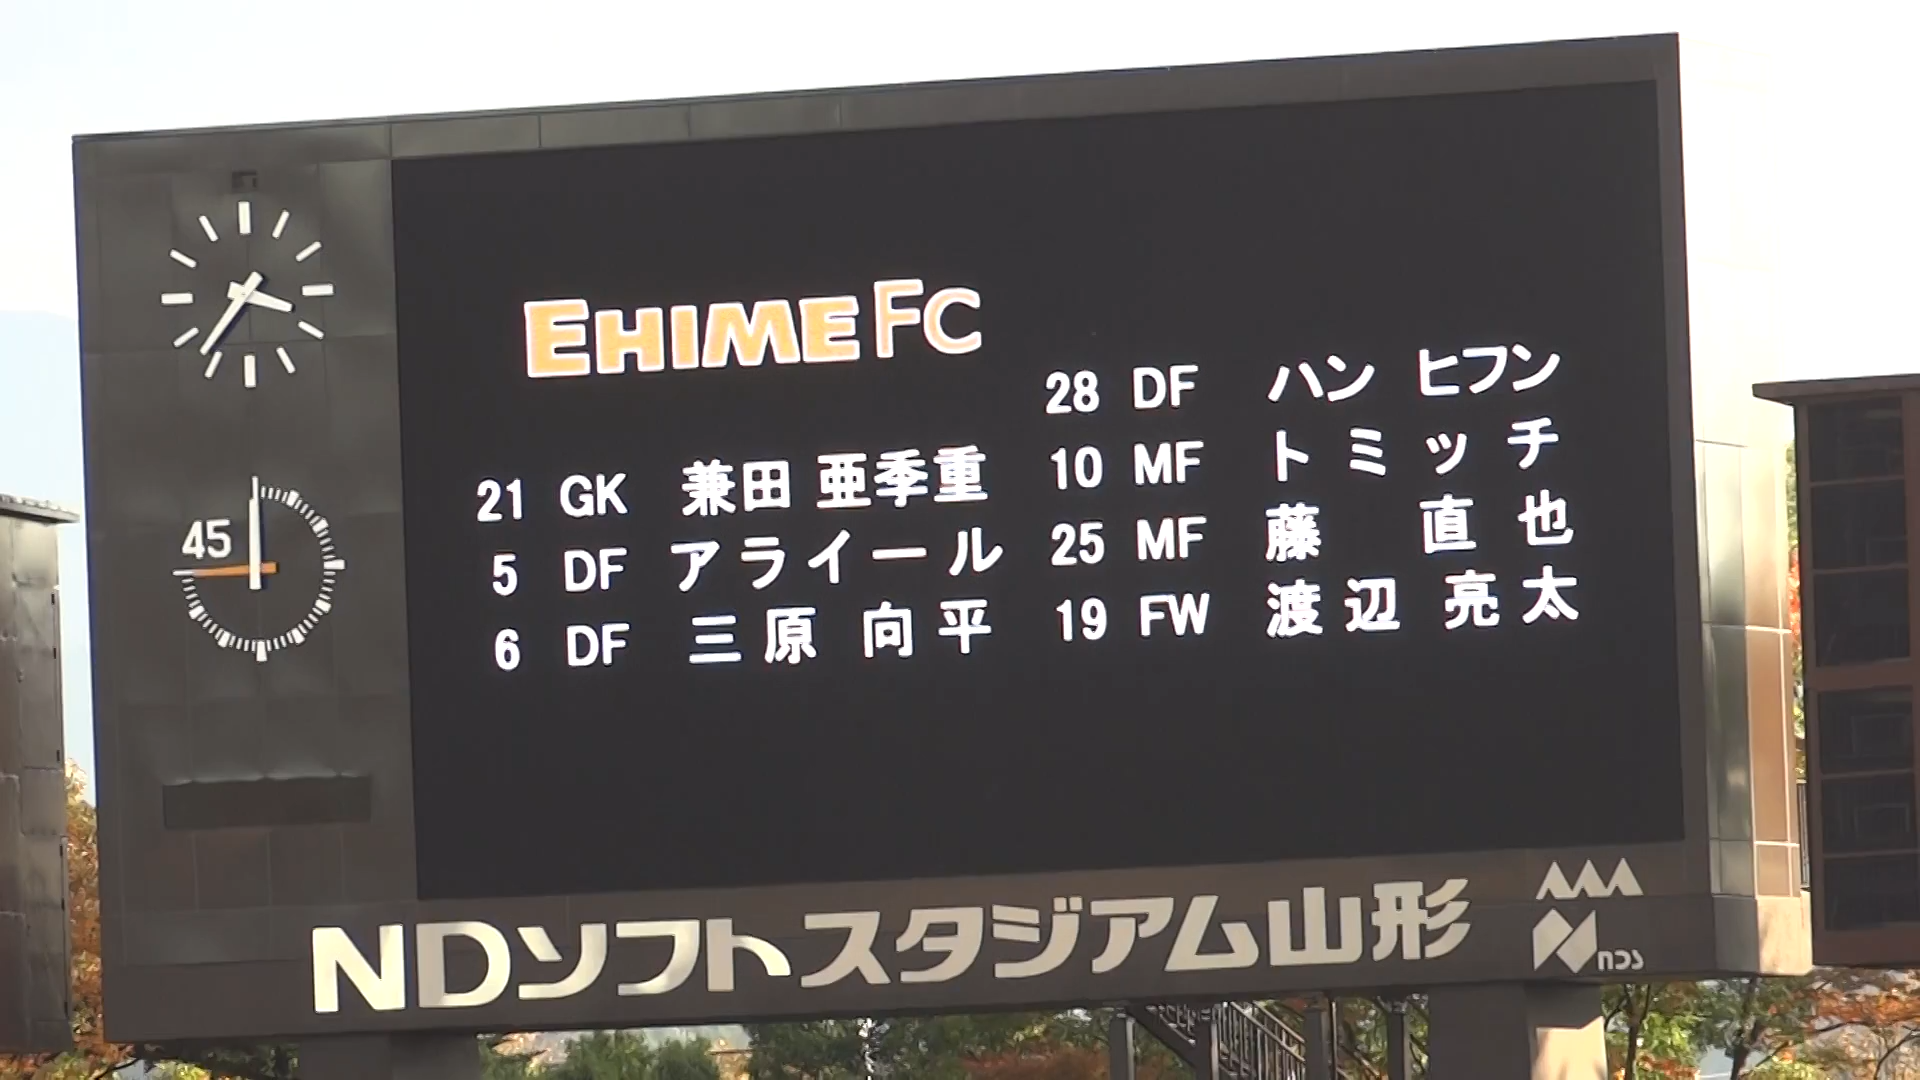 EHIME FC
21 GK 兼田 亜季重
5 DF アライール
6 DF 三原 向平
28 DF ハン ヒフン
10 MF トミッチ
25 MF 藤 直也
19 FW 渡辺 亮太
45
NDソフトスタジアム山形
nDS